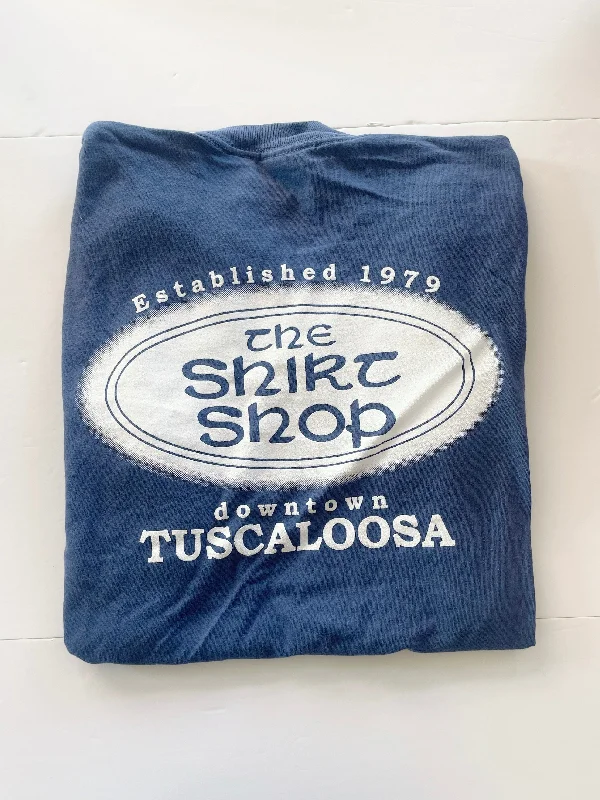 Established 1979
the
shirt
shop
downtown
TUSCALOOSA